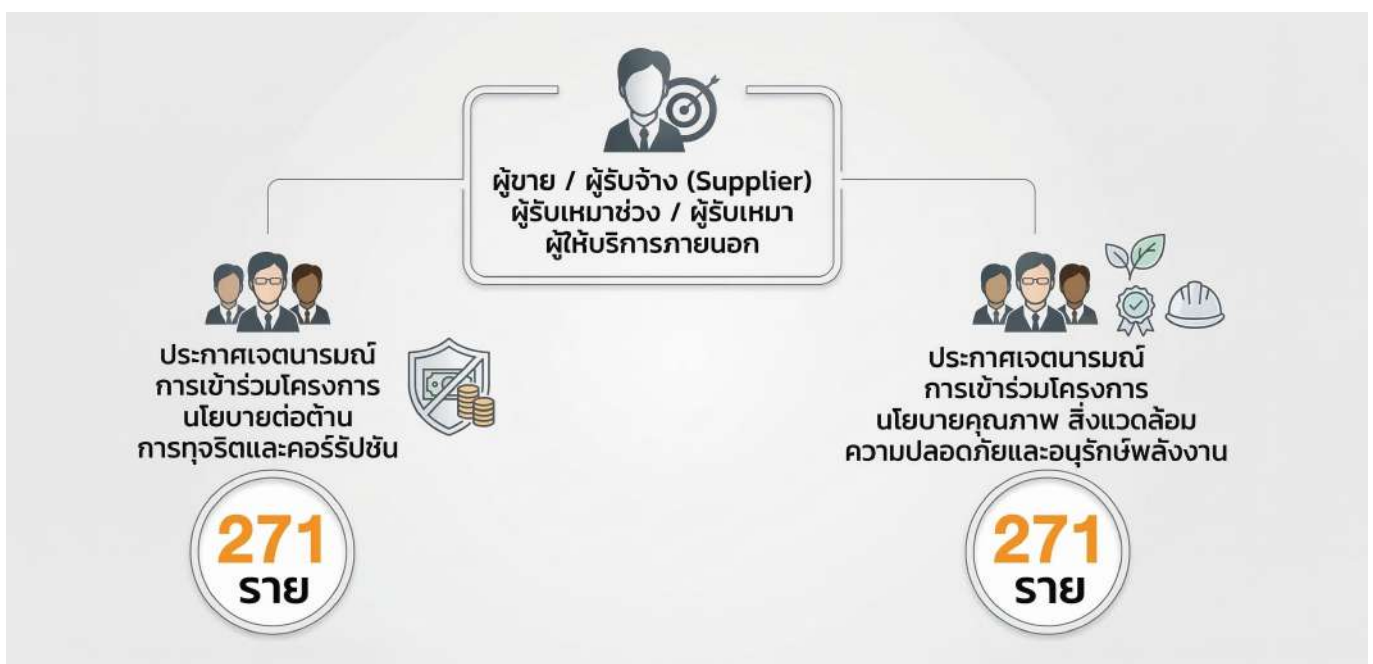 ผู้ขาย / ผู้รับจ้าง (Supplier)
ผู้รับเหมาช่วง / ผู้รับเหมา
ผู้ให้บริการภายนอก
ประกาศเจตนารมณ์
การเข้าร่วมโครงการ
นโยบายต่อต้าน
การทุจริตและคอร์รัปชัน
271
ราย
ประกาศเจตนารมณ์
การเข้าร่วมโครงการ
นโยบายคุณภาพ สิ่งแวดล้อม
ความปลอดภัยและอนุรักษ์พลังงาน
271
ราย